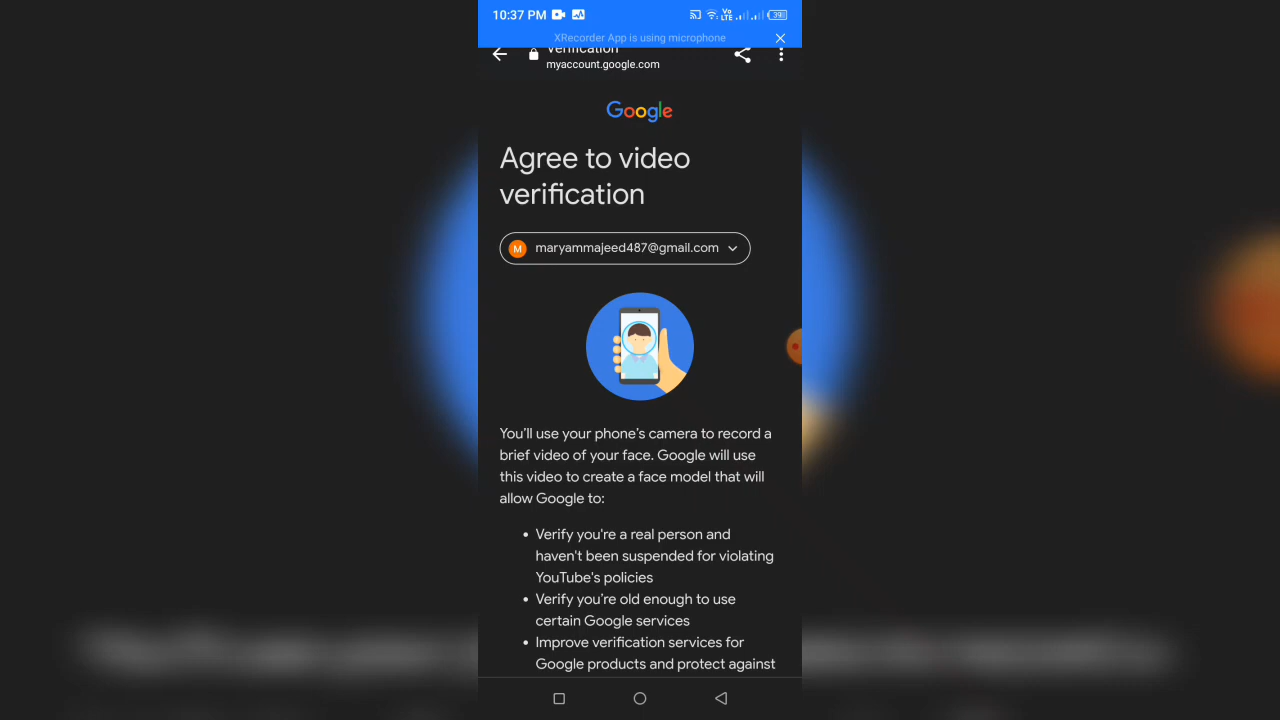 10:37 PM
Vo
LTE
39
XRecorder App is using microphone
Verification
myaccount.google.com
Google
Agree to video
verification
M
maryammajeed487@gmail.com
You'll use your phone's camera to record a
brief video of your face. Google will use
this video to create a face model that will
allow Google to:
• Verify you're a real person and
haven't been suspended for violating
YouTube's policies
• Verify you're old enough to use
certain Google services
• Improve verification services for
Google products and protect against